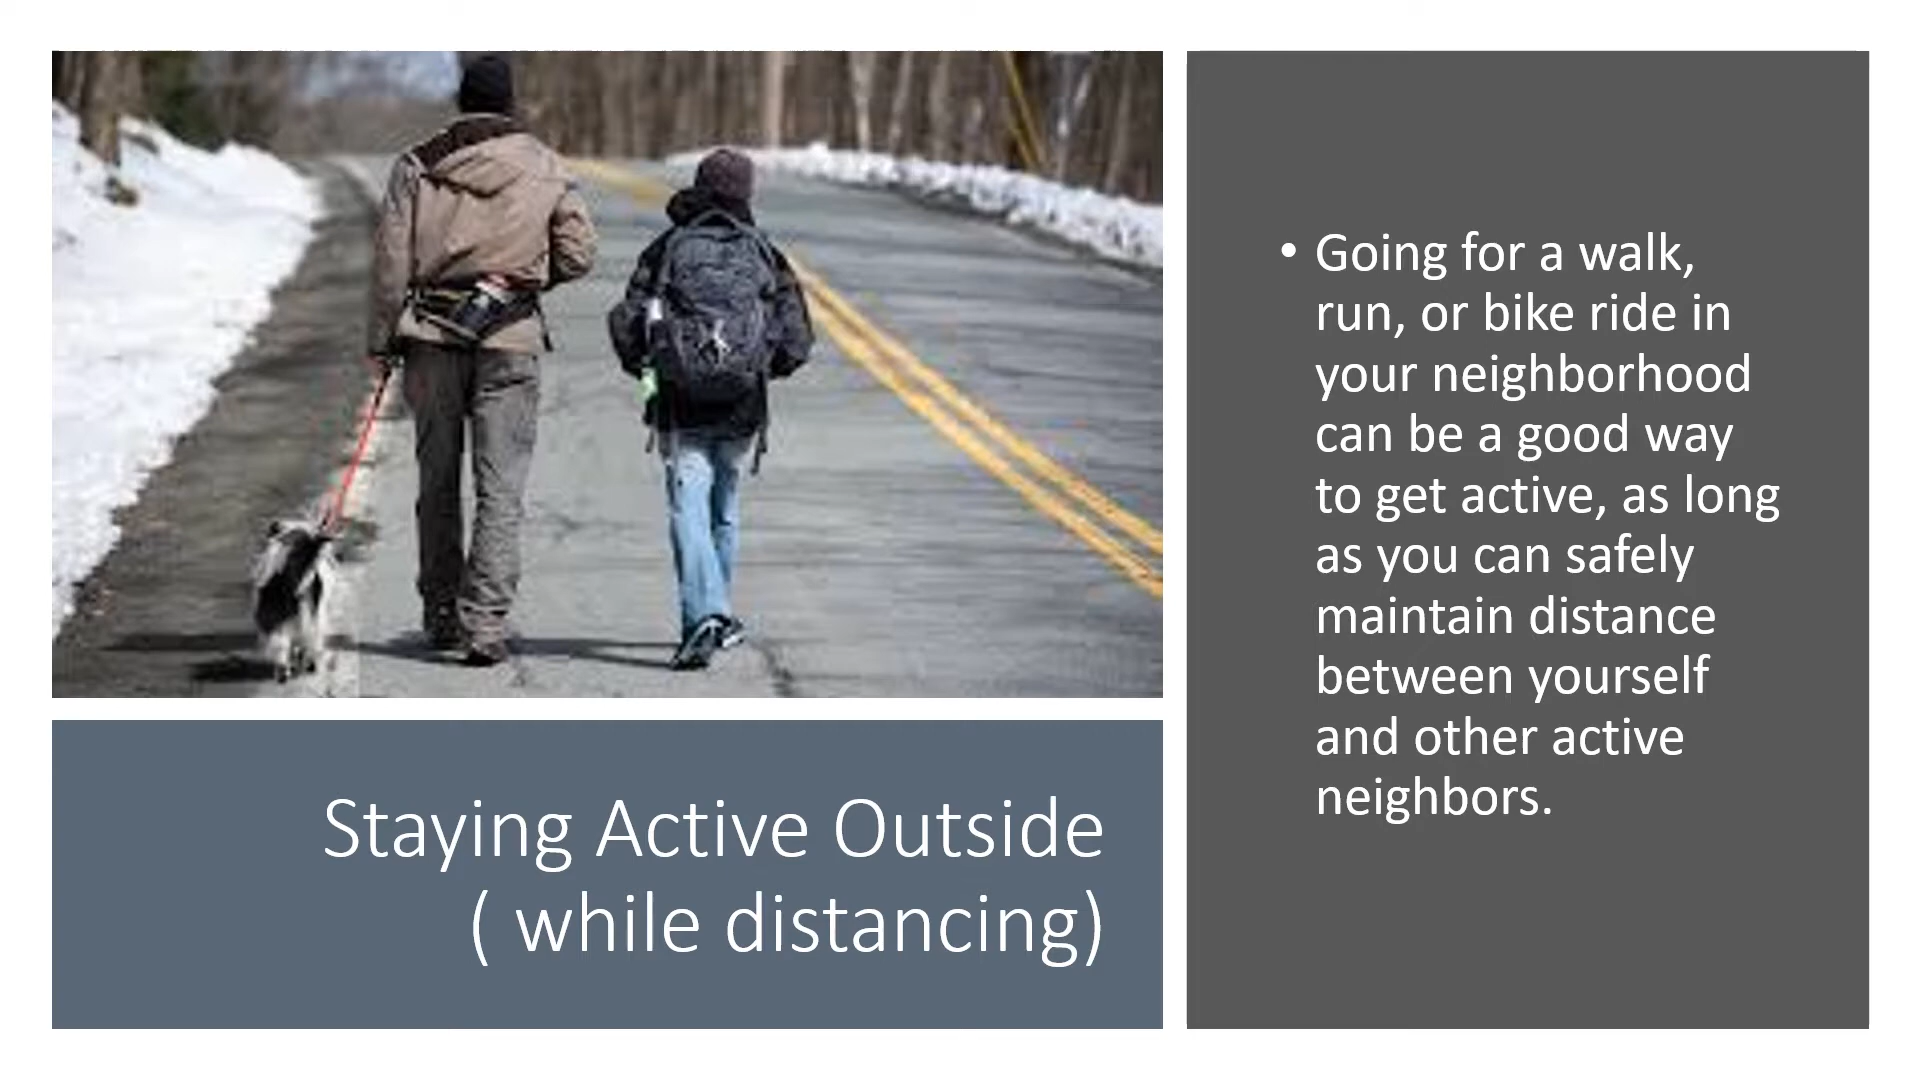 Staying Active Outside
( while distancing)
• Going for a walk,
run, or bike ride in
your neighborhood
can be a good way
to get active, as long
as you can safely
maintain distance
between yourself
and other active
neighbors.